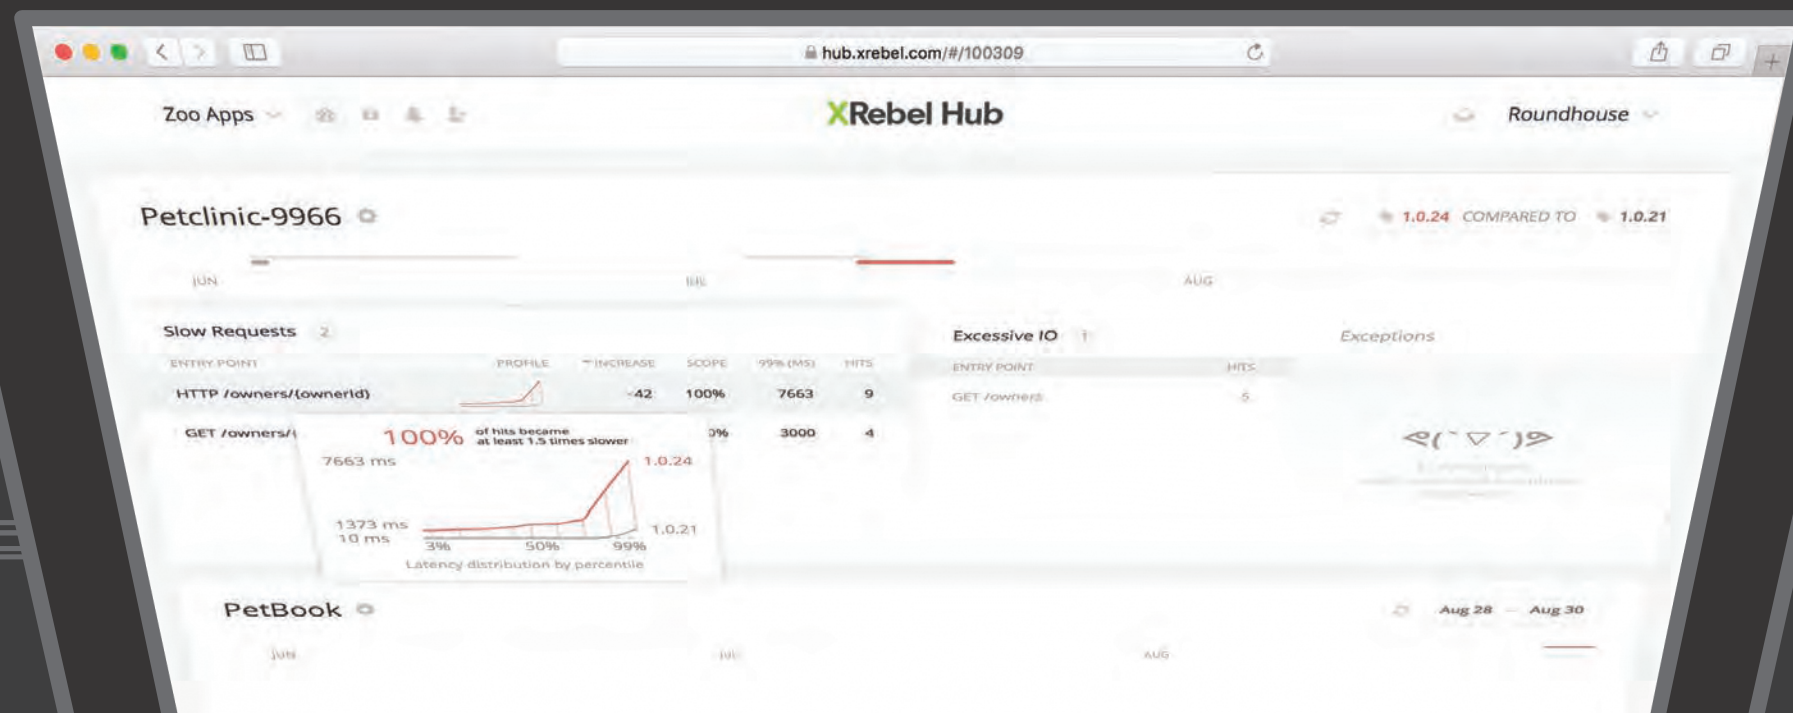 hub.xrebel.com/#/100309
Zoo Apps
XRebel Hub
Roundhouse
Petclinic-9966
1.0.24 COMPARED TO 1.0.21
JUN JUL AUG
Slow Requests 2
ENTRY POINT PROFILE INCREASE SCOPE 99% (MS) HITS
HTTP /owners/{ownerId} -42 100% 7663 9
GET /owners/ 3000 4
100% of hits became
at least 1.5 times slower
7663 ms 1.0.24
1373 ms
10 ms 1.0.21
3% 50% 99%
Latency distribution by percentile
Excessive IO 1
ENTRY POINT HITS
GET /owners 5
Exceptions
PetBook
Aug 28 – Aug 30
JUN JUL AUG